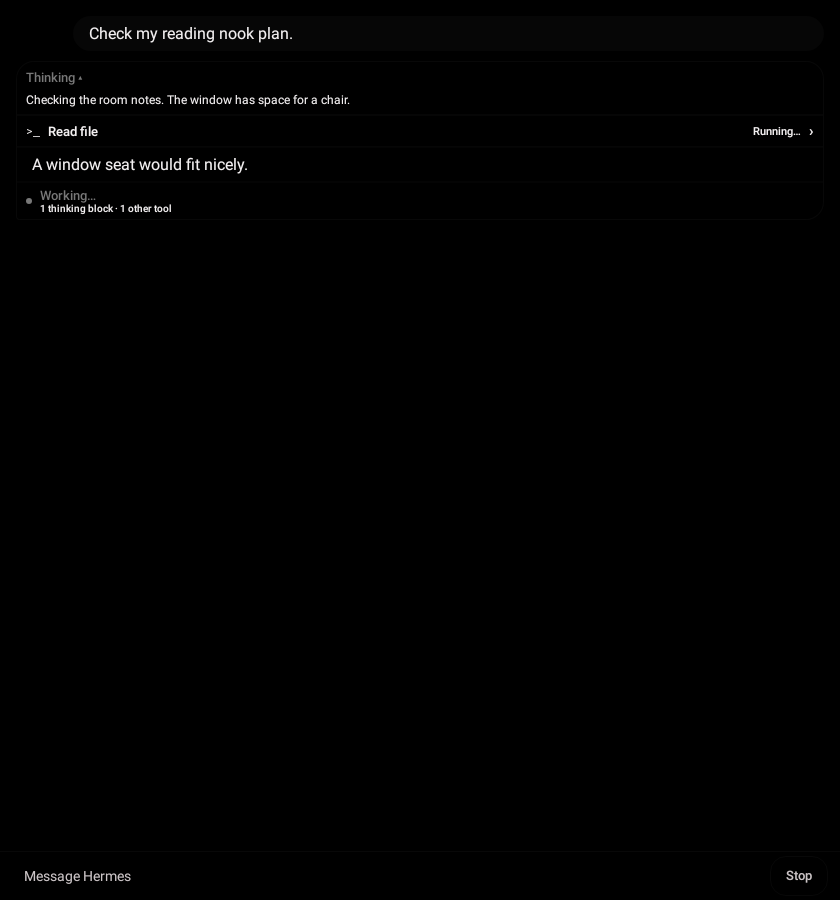 Check my reading nook plan.
Thinking
Checking the room notes. The window has space for a chair.
>_ Read file Running... ›
A window seat would fit nicely.
Working...
1 thinking block · 1 other tool
Message Hermes Stop